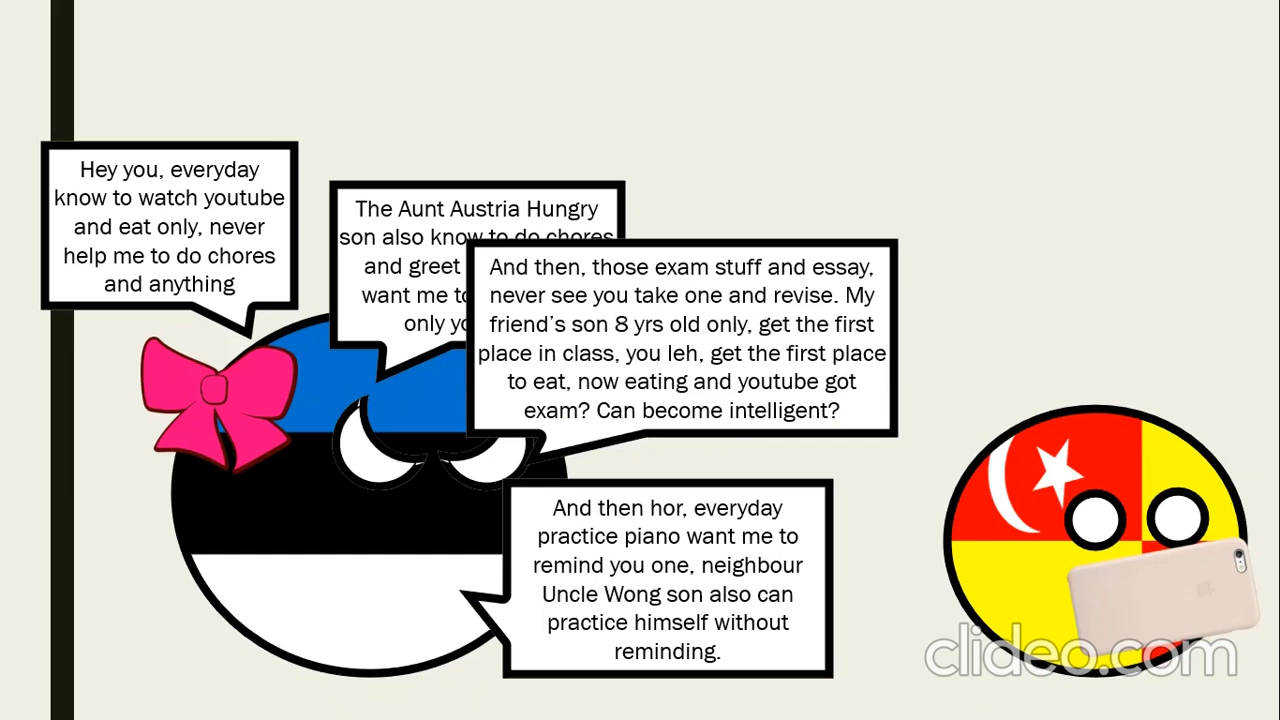 Hey you, everyday
know to watch youtube
and eat only, never
help me to do chores
and anything
The Aunt Austria Hungry
son also know to do chores
and greet
want me to
only
And then, those exam stuff and essay,
never see you take one and revise. My
friend’s son 8 yrs old only, get the first
place in class, you leh, get the first place
to eat, now eating and youtube got
exam? Can become intelligent?
And then hor, everyday
practice piano want me to
remind you one, neighbour
Uncle Wong son also can
practice himself without
reminding.
clideo.com